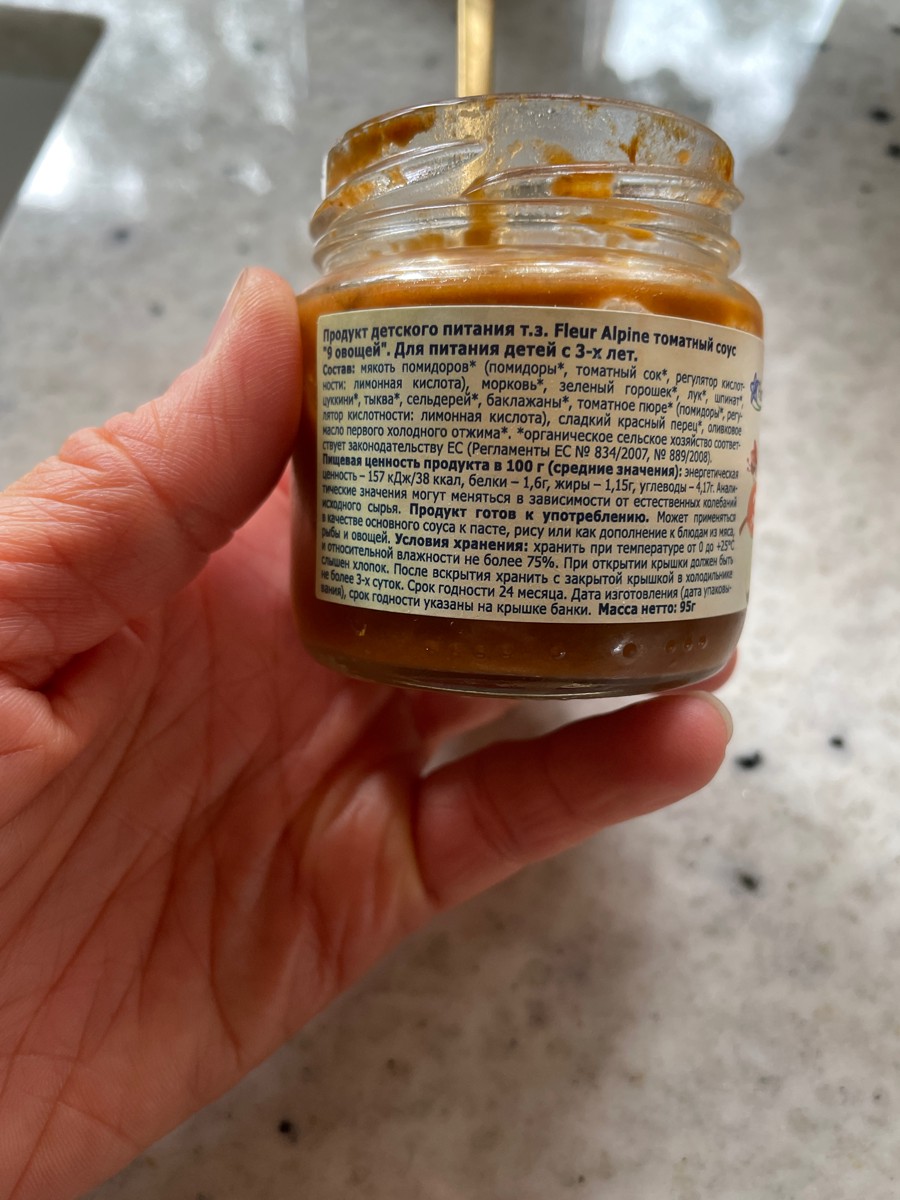 Продукт детского питания т.з. Fleur Alpine томатный соус
"9 овощей". Для питания детей с 3-х лет.
Состав: мякоть помидоров* (помидоры*, томатный сок*, регулятор кислот-
ности: лимонная кислота), морковь*, зеленый горошек*, лук*, шпинат*,
цуккини*, тыква*, сельдерей*, баклажаны*, томатное пюре* (помидоры*, регу-
лятор кислотности: лимонная кислота), сладкий красный перец*, оливковое
масло первого холодного отжима*. *органическое сельское хозяйство соответ-
ствует законодательству ЕС (Регламенты ЕС № 834/2007, № 889/2008).
Пищевая ценность продукта в 100 г (средние значения): энергетическая
ценность – 157 кДж/38 ккал, белки – 1,6г, жиры – 1,15г, углеводы – 4,17г. Анали-
тические значения могут меняться в зависимости от естественных колебаний
исходного сырья. Продукт готов к употреблению. Может применяться
в качестве основного соуса к пасте, рису или как дополнение к блюдам из мяса,
рыбы и овощей. Условия хранения: хранить при температуре от 0 до +25°C
и относительной влажности не более 75%. При открытии крышки должен быть
слышен хлопок. После вскрытия хранить с закрытой крышкой в холодильнике
не более 3-х суток. Срок годности 24 месяца. Дата изготовления (дата упаковы-
вания), срок годности указаны на крышке банки. Масса нетто: 95г